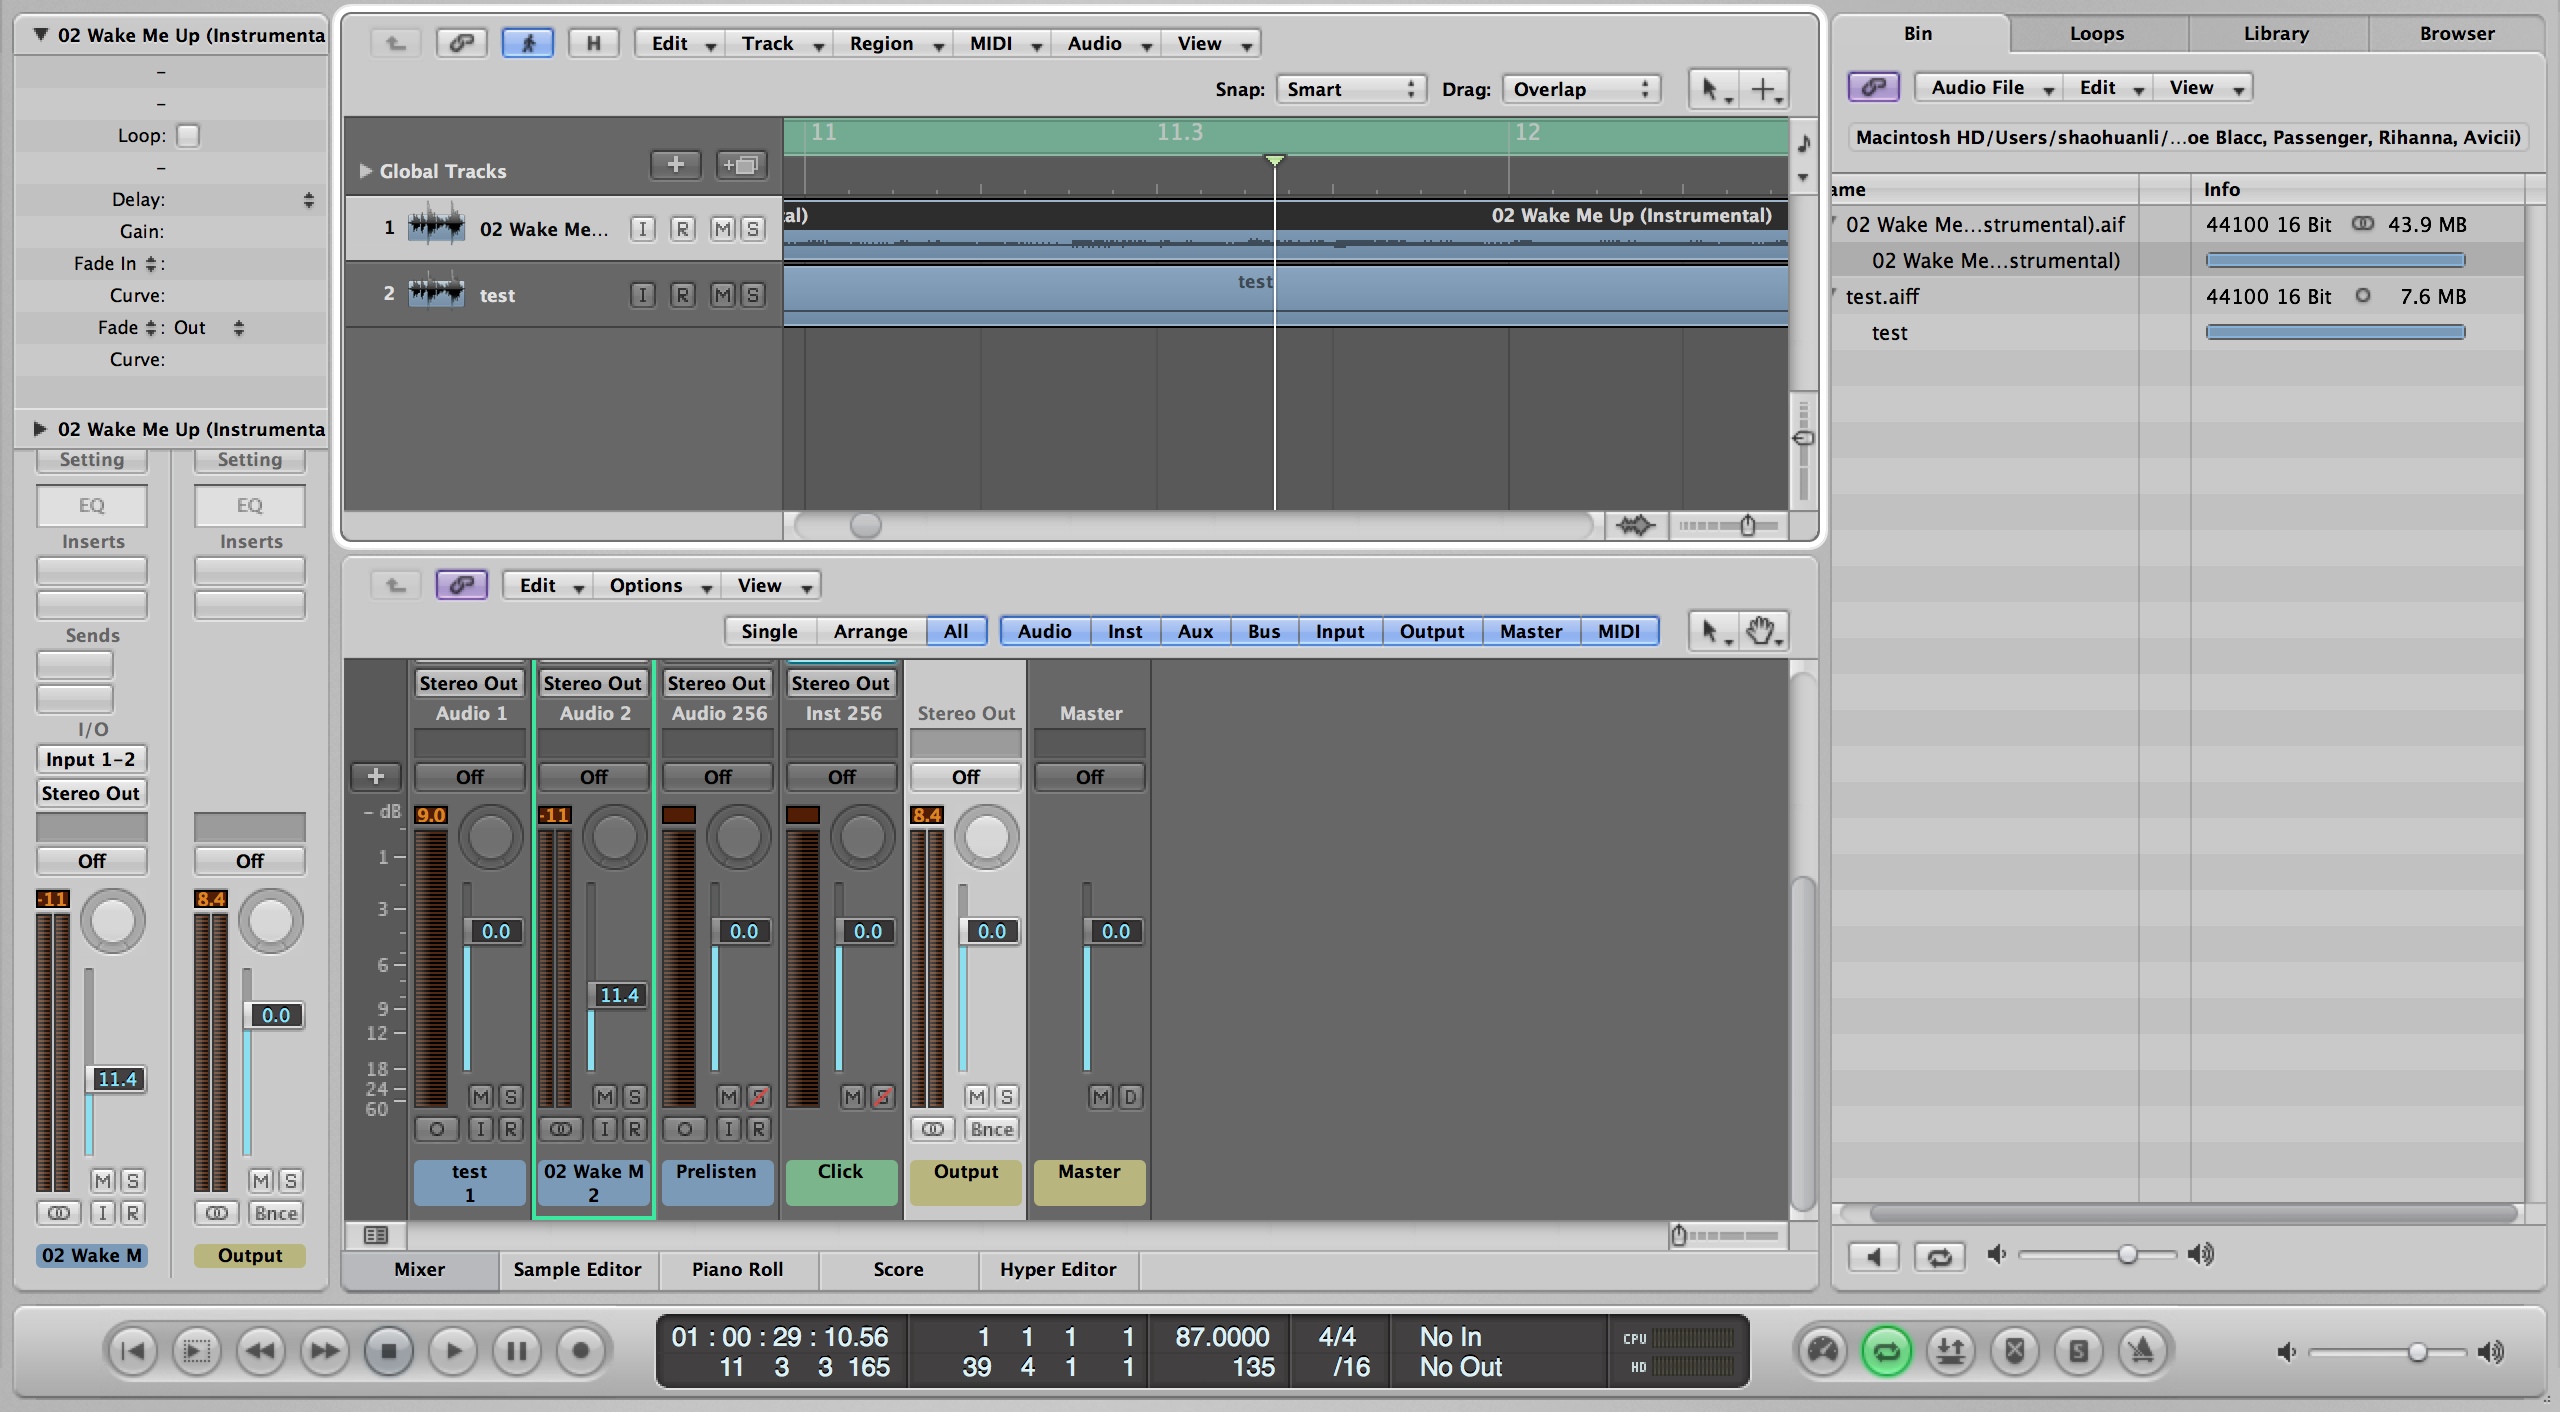 02 Wake Me Up (Instrumenta
–
–
Loop:
–
Delay:
Gain:
Fade In :
Curve:
Fade : Out
Curve:
02 Wake Me Up (Instrumenta
Setting Setting
EQ EQ
Inserts Inserts
Sends
I/O
Input 1-2
Stereo Out
Off Off
-11 8.4
0.0
11.4
M S M S
I R Bnce
02 Wake M Output
H Edit Track Region MIDI Audio View
Snap: Smart Drag: Overlap
11 11.3 12
Global Tracks
1 02 Wake Me... I R M S
al) 02 Wake Me Up (Instrumental)
2 test I R M S
test
Edit Options View
Single Arrange All Audio Inst Aux Bus Input Output Master MIDI
Stereo Out Stereo Out Stereo Out Stereo Out
Audio 1 Audio 2 Audio 256 Inst 256 Stereo Out Master
+ Off Off Off Off Off Off
- dB 9.0 -11 8.4
1
3
0.0 0.0 0.0 0.0 0.0
6
11.4
9
12
18
24
60
M S M S M S M S M S M D
I R I R I R Bnce
test 02 Wake M Prelisten Click Output Master
1 2
Mixer Sample Editor Piano Roll Score Hyper Editor
Bin Loops Library Browser
Audio File Edit View
Macintosh HD/Users/shaohuanli/...oe Blacc, Passenger, Rihanna, Avicii)
ame Info
02 Wake Me...strumental).aif 44100 16 Bit 43.9 MB
02 Wake Me...strumental)
test.aiff 44100 16 Bit 7.6 MB
test
01 : 00 : 29 : 10.56 1 1 1 1 87.0000 4/4 No In CPU
11 3 3 165 39 4 1 1 135 /16 No Out HD
S